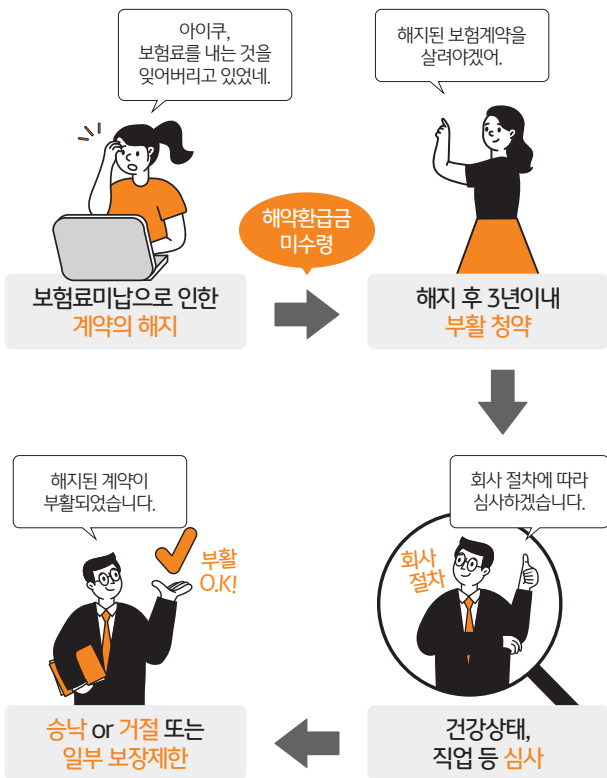 아이쿠,
보험료를 내는 것을
잊어버리고 있었네.
보험료미납으로 인한
계약의 해지
해약환급금
미수령
해지된 보험계약을
살려야겠어.
해지 후 3년이내
부활 청약
회사 절차에 따라
심사하겠습니다.
회사
절차
건강상태,
직업 등 심사
해지된 계약이
부활되었습니다.
부활
O.K!
승낙 or 거절 또는
일부 보장제한